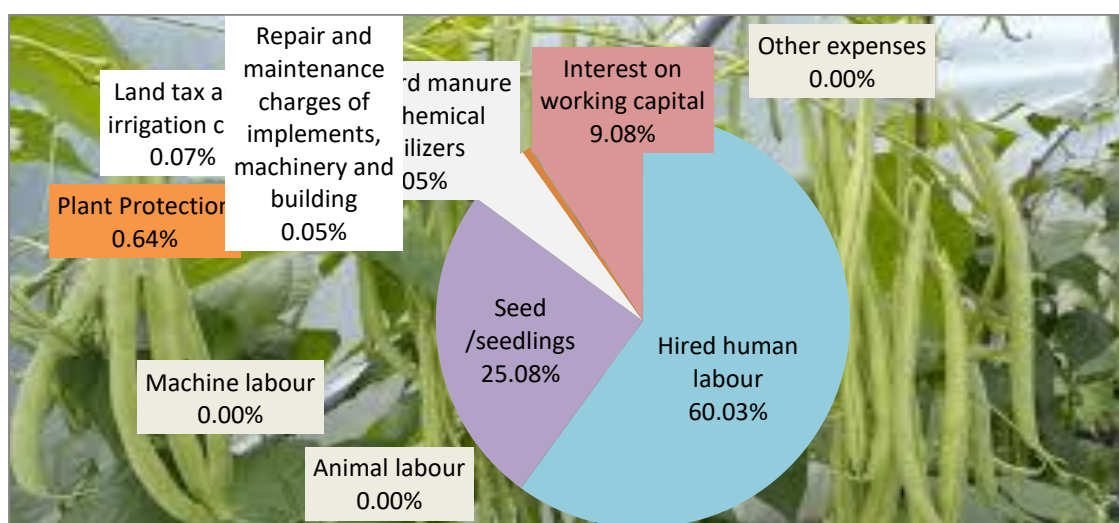 Repair and
maintenance
charges of
implements,
machinery and
building
0.05%
Land tax a
irrigation c
0.07%
Plant Protection
0.64%
rd manure
hemical
ilizers
05%
Interest on
working capital
9.08%
Other expenses
0.00%
Seed
/seedlings
25.08%
Hired human
labour
60.03%
Machine labour
0.00%
Animal labour
0.00%